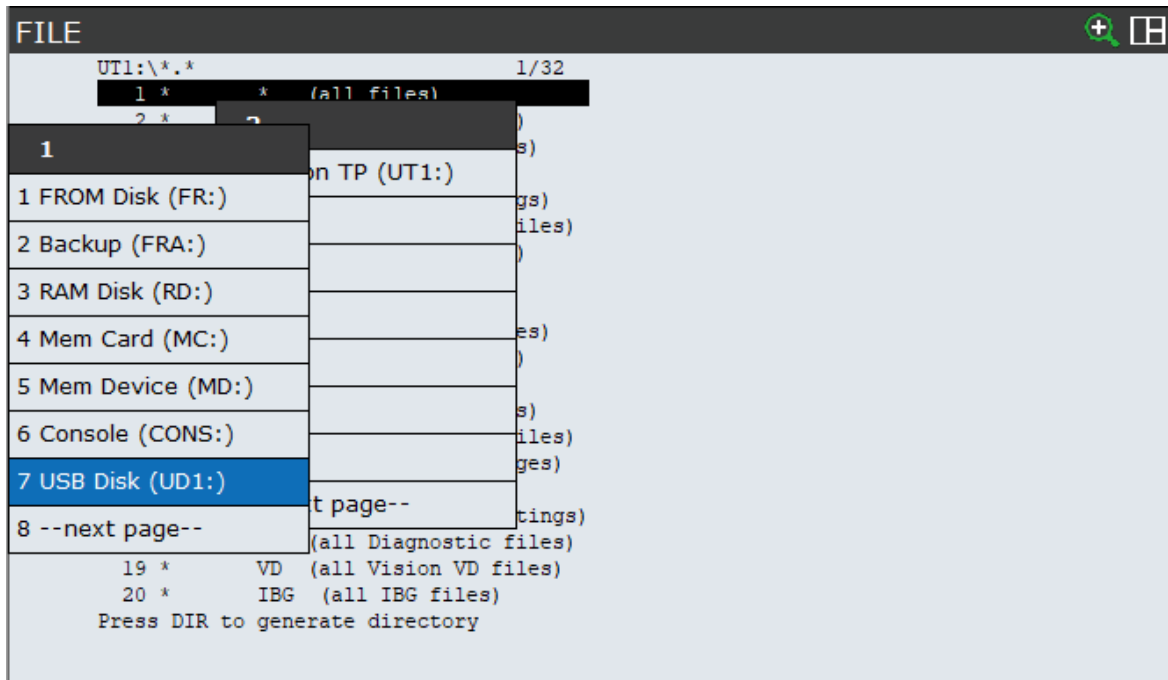 FILE
UT1:\*.* 1/32
1 * * (all files)
2 * )
2
1
s)
on TP (UT1:)
1 FROM Disk (FR:)
gs)
iles)
2 Backup (FRA:)
)
3 RAM Disk (RD:)
4 Mem Card (MC:)
es)
)
5 Mem Device (MD:)
s)
6 Console (CONS:)
iles)
ges)
7 USB Disk (UD1:)
t page--
tings)
8 --next page--
(all Diagnostic files)
19 * VD (all Vision VD files)
20 * IBG (all IBG files)
Press DIR to generate directory